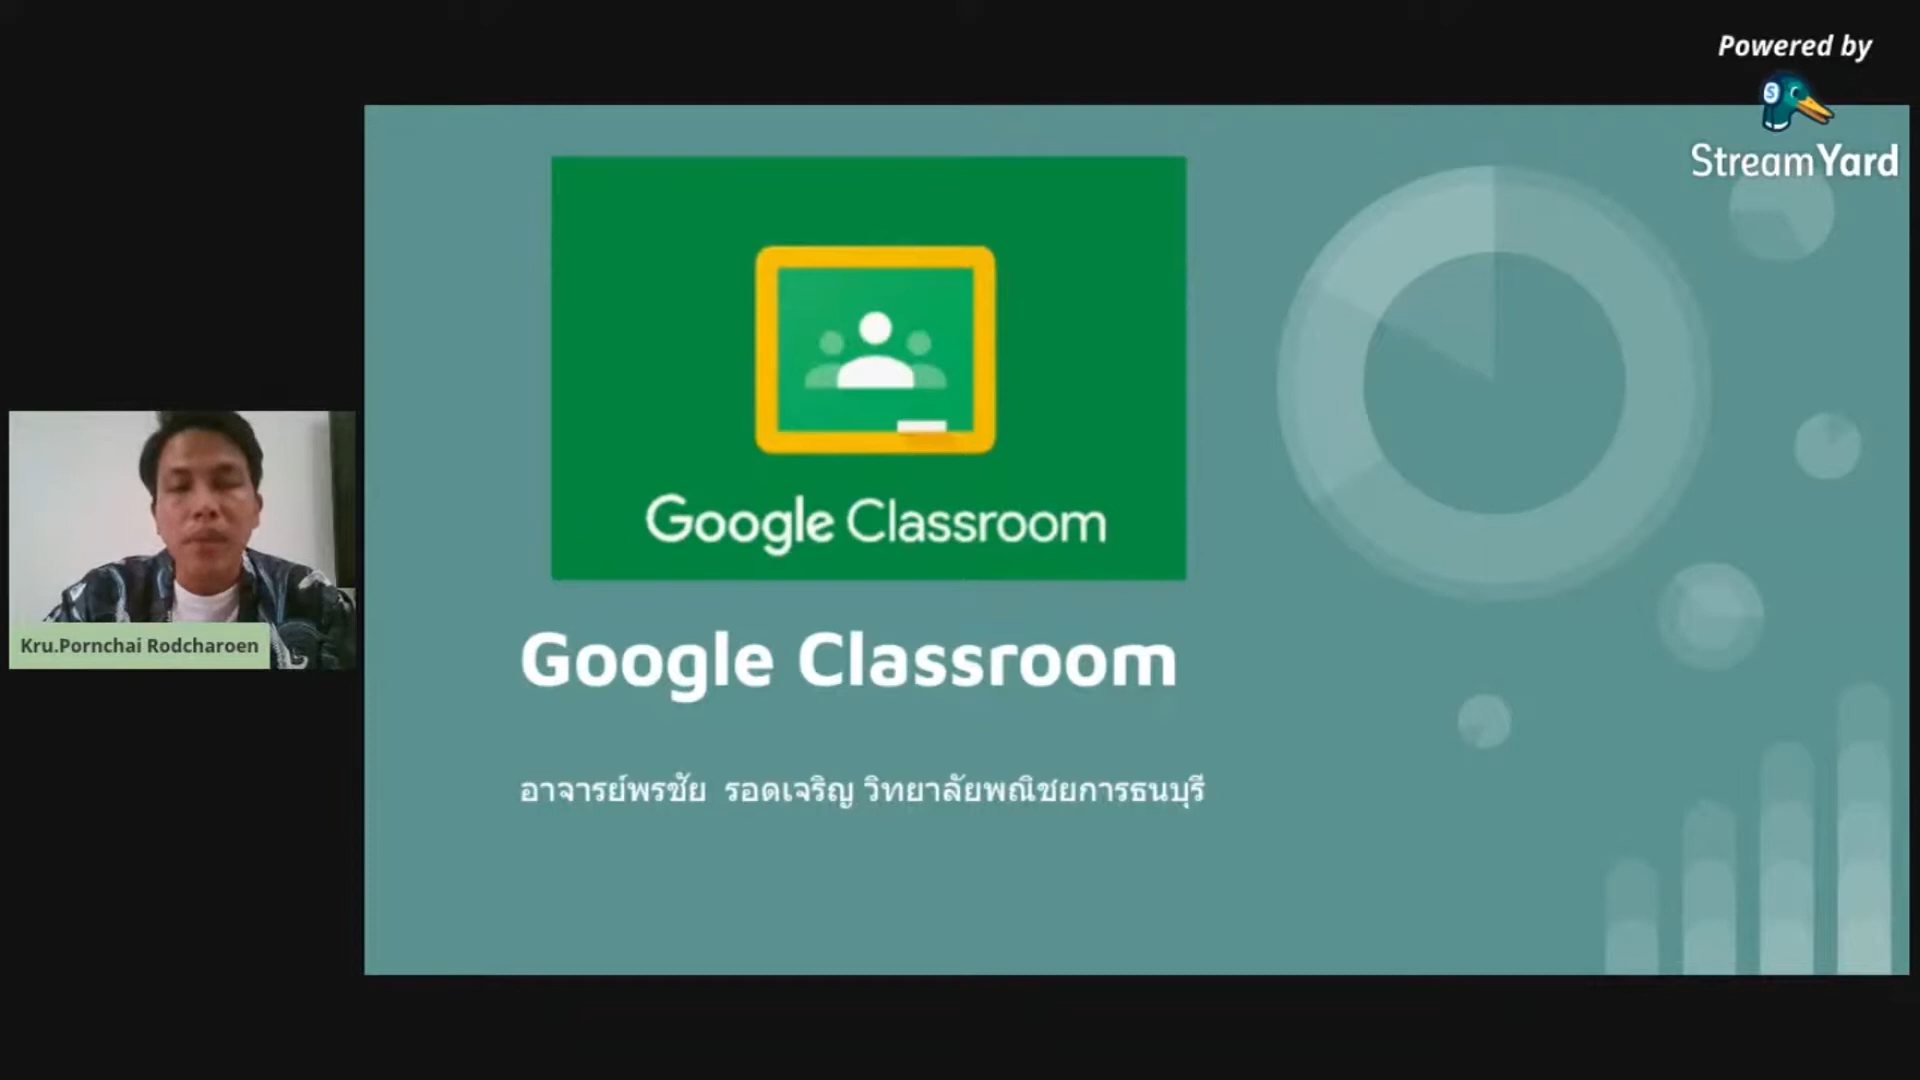 Powered by
StreamYard
Google Classroom
Kru.Pornchai Rodcharoen
Google Classroom
อาจารย์พรชัย รอดเจริญ วิทยาลัยพณิชยการธนบุรี